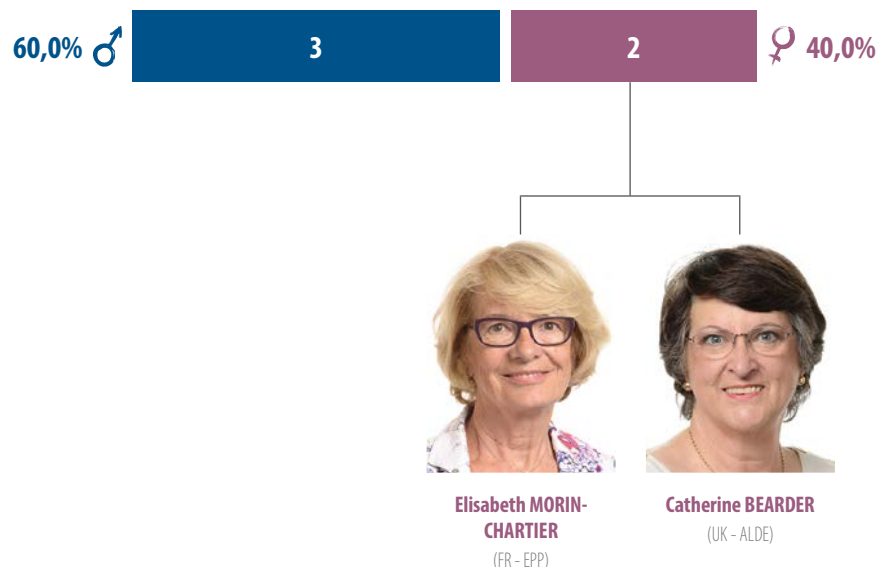 60,0% 3 2 40,0%
Elisabeth MORIN-
CHARTIER
(FR - EPP)
Catherine BEARDER
(UK - ALDE)